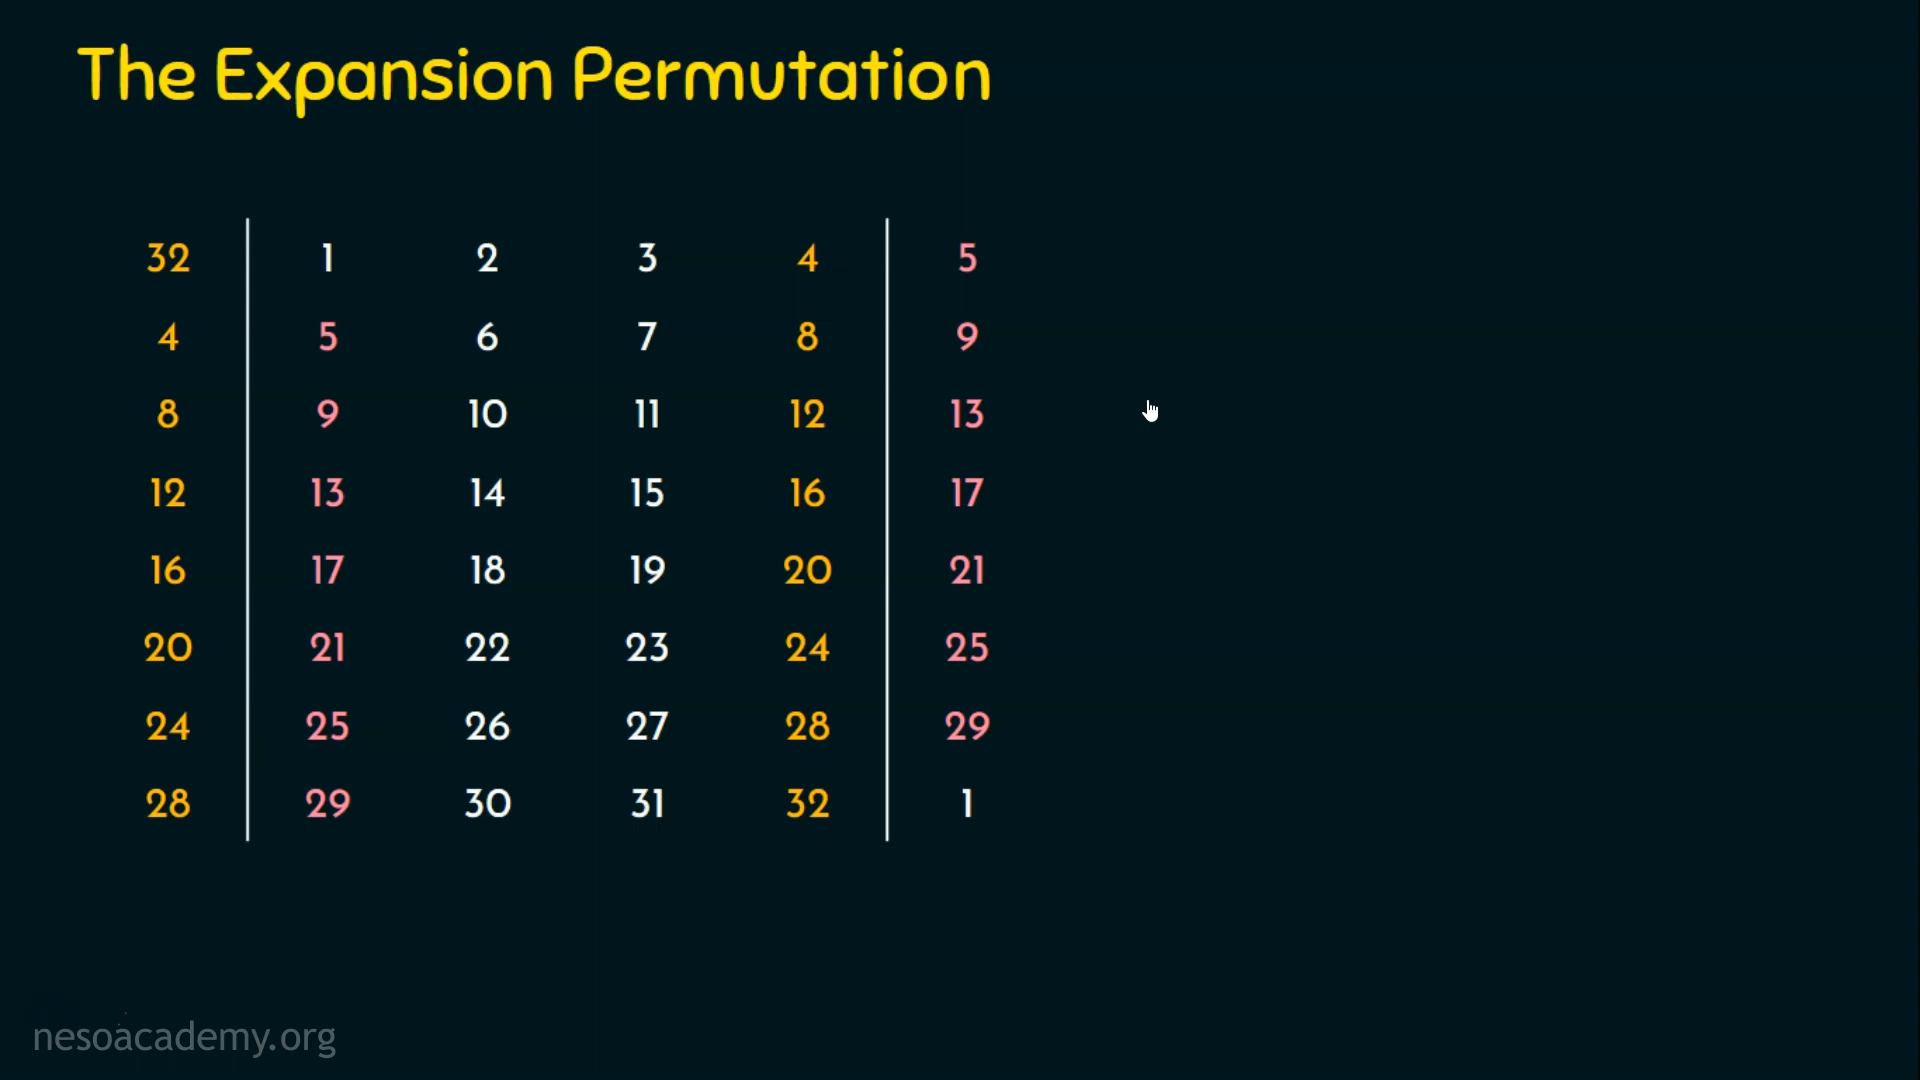 The Expansion Permutation
32 1 2 3 4 5
4 5 6 7 8 9
8 9 10 11 12 13
12 13 14 15 16 17
16 17 18 19 20 21
20 21 22 23 24 25
24 25 26 27 28 29
28 29 30 31 32 1
nesoacademy.org